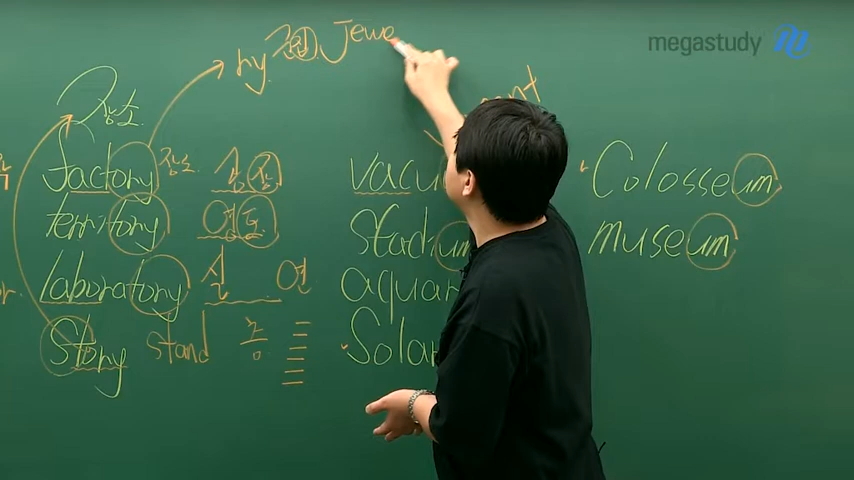 megastudy
ry. Jewe
장소
factory 장소 공장
territory 영토
laboratory 실 연
Story stand 층
vacu
stadium
aquar
Solar
Colosseum
museum